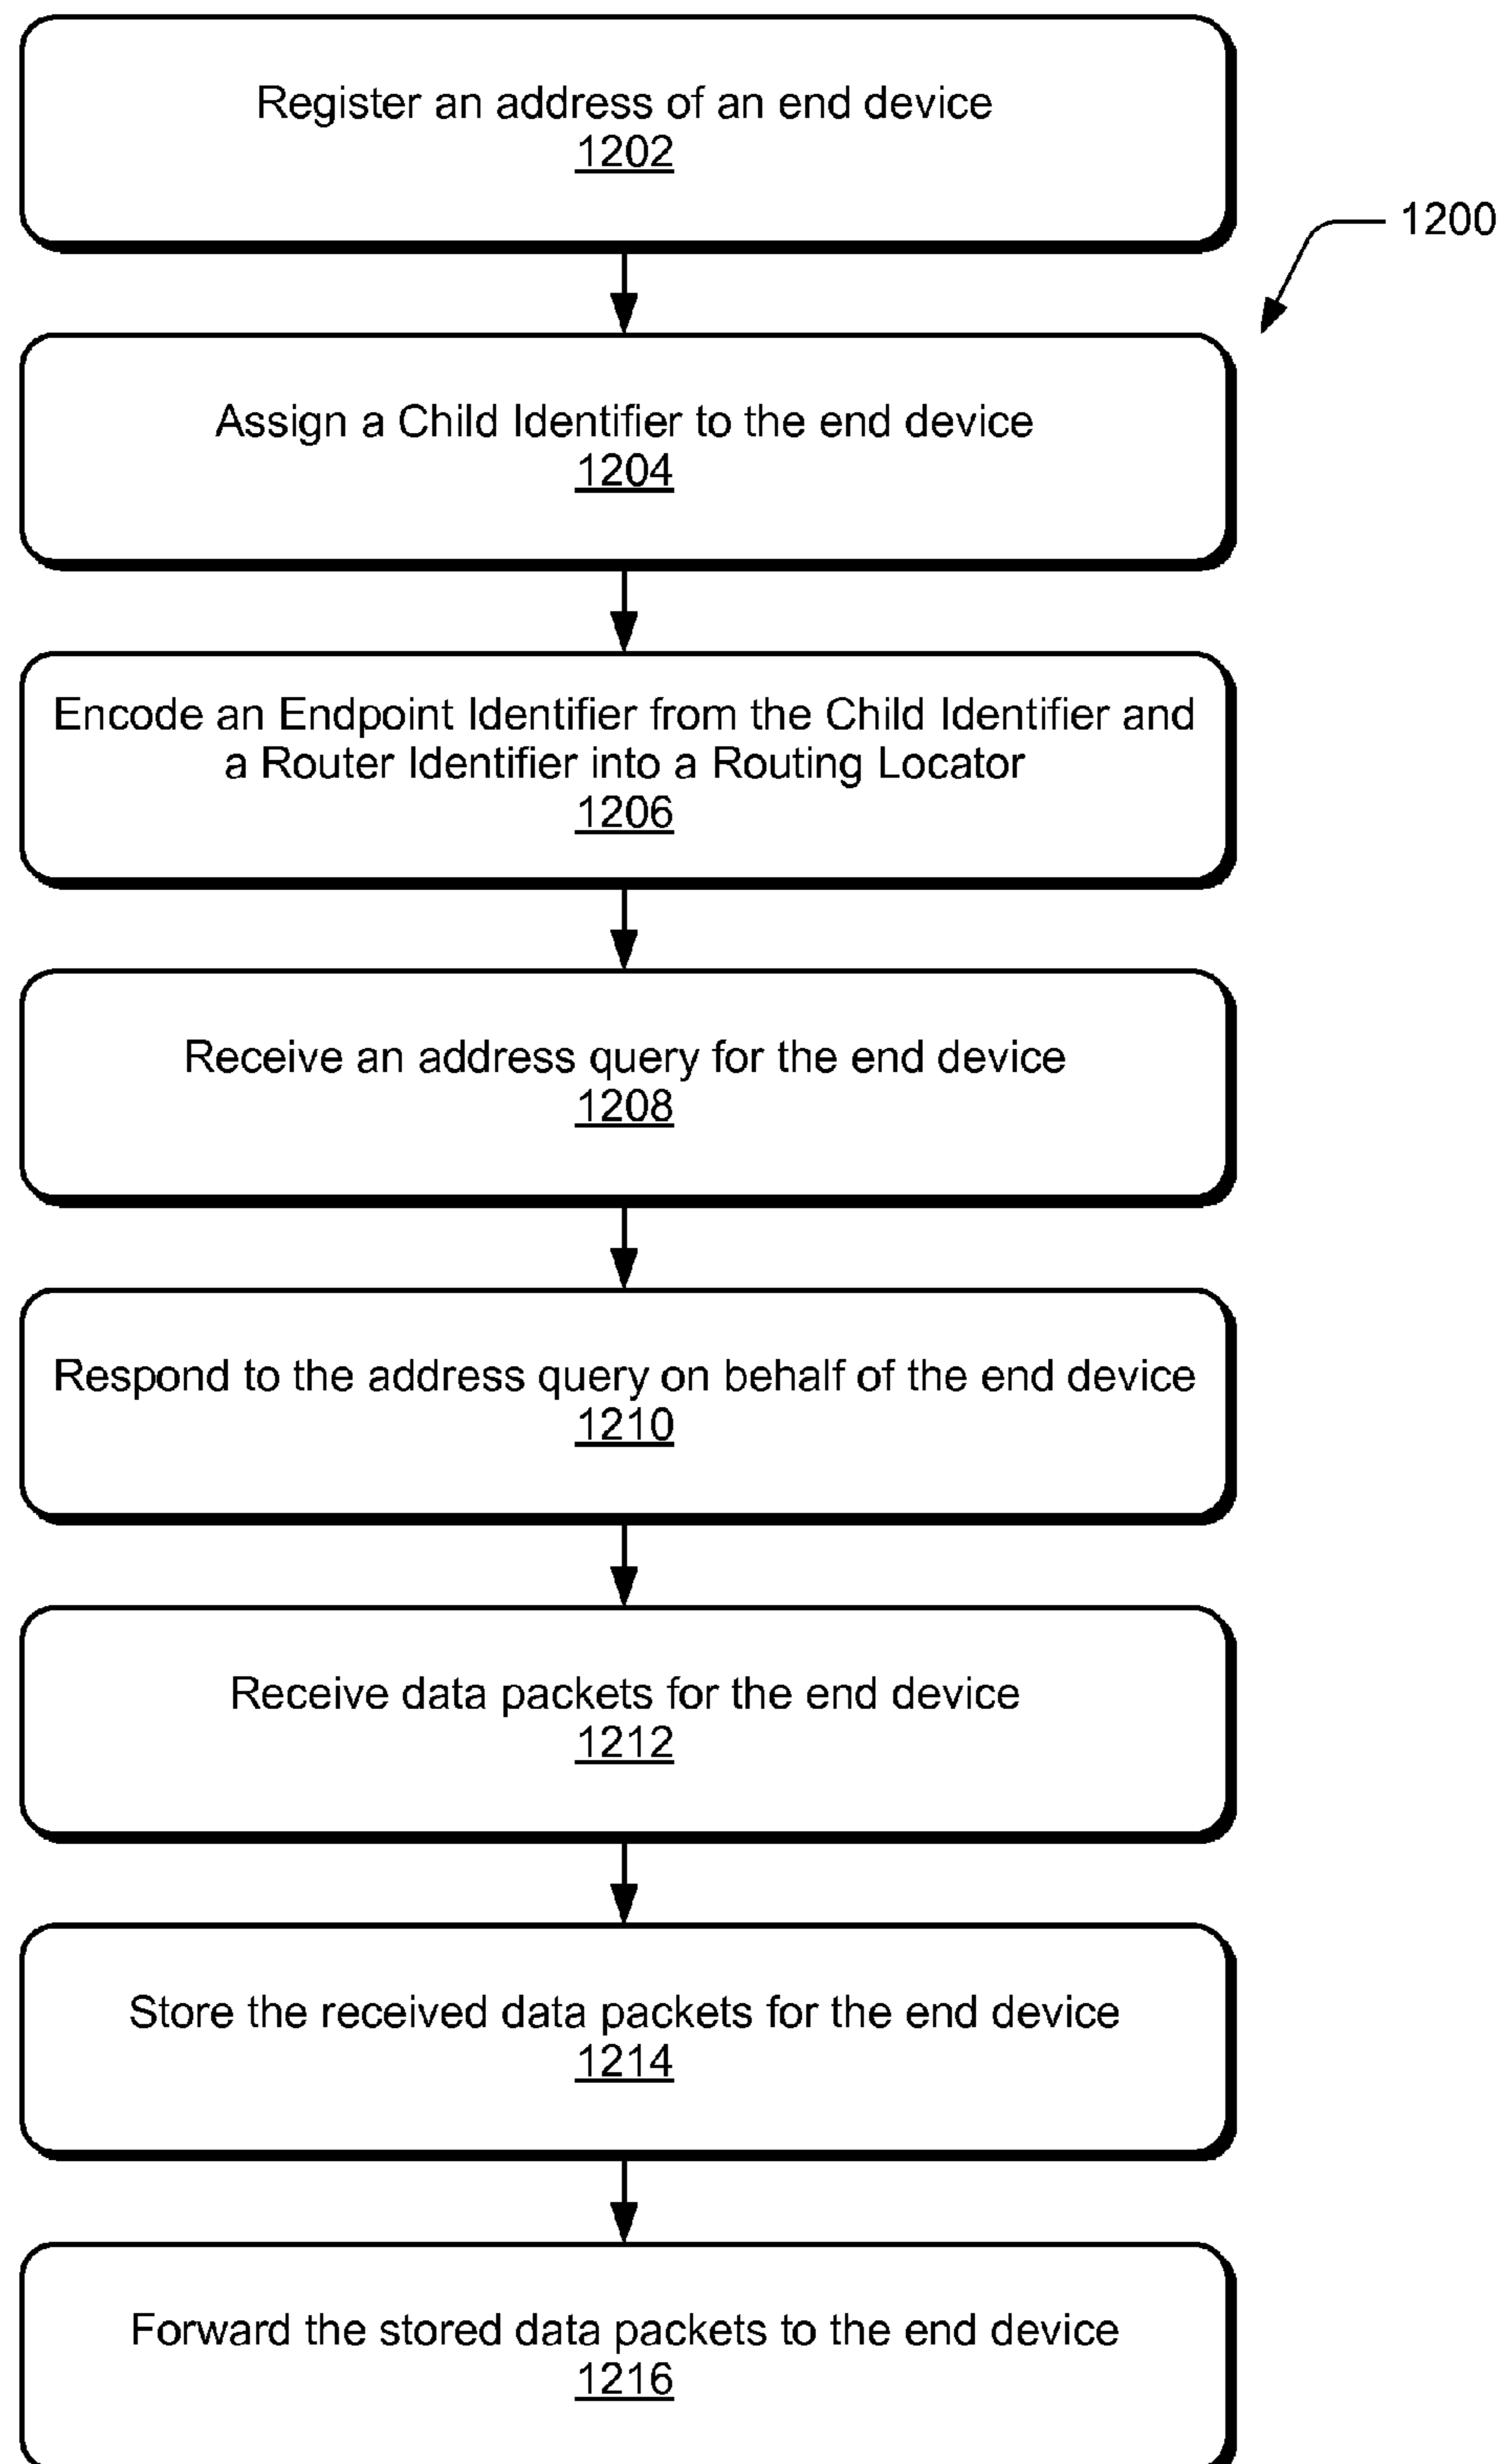 Register an address of an end device
1202
1200
Assign a Child Identifier to the end device
1204
Encode an Endpoint Identifier from the Child Identifier and
a Router Identifier into a Routing Locator
1206
Receive an address query for the end device
1208
Respond to the address query on behalf of the end device
1210
Receive data packets for the end device
1212
Store the received data packets for the end device
1214
Forward the stored data packets to the end device
1216